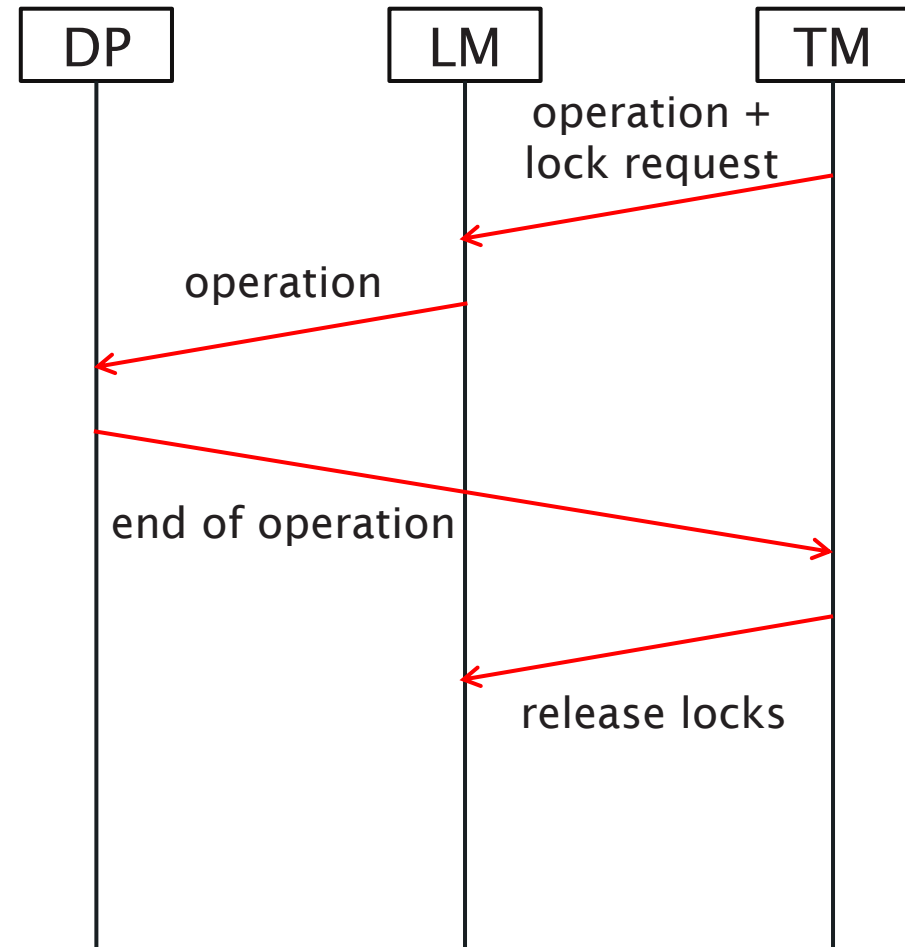 DP
LM
TM
operation +
lock request
operation
end of operation
release locks